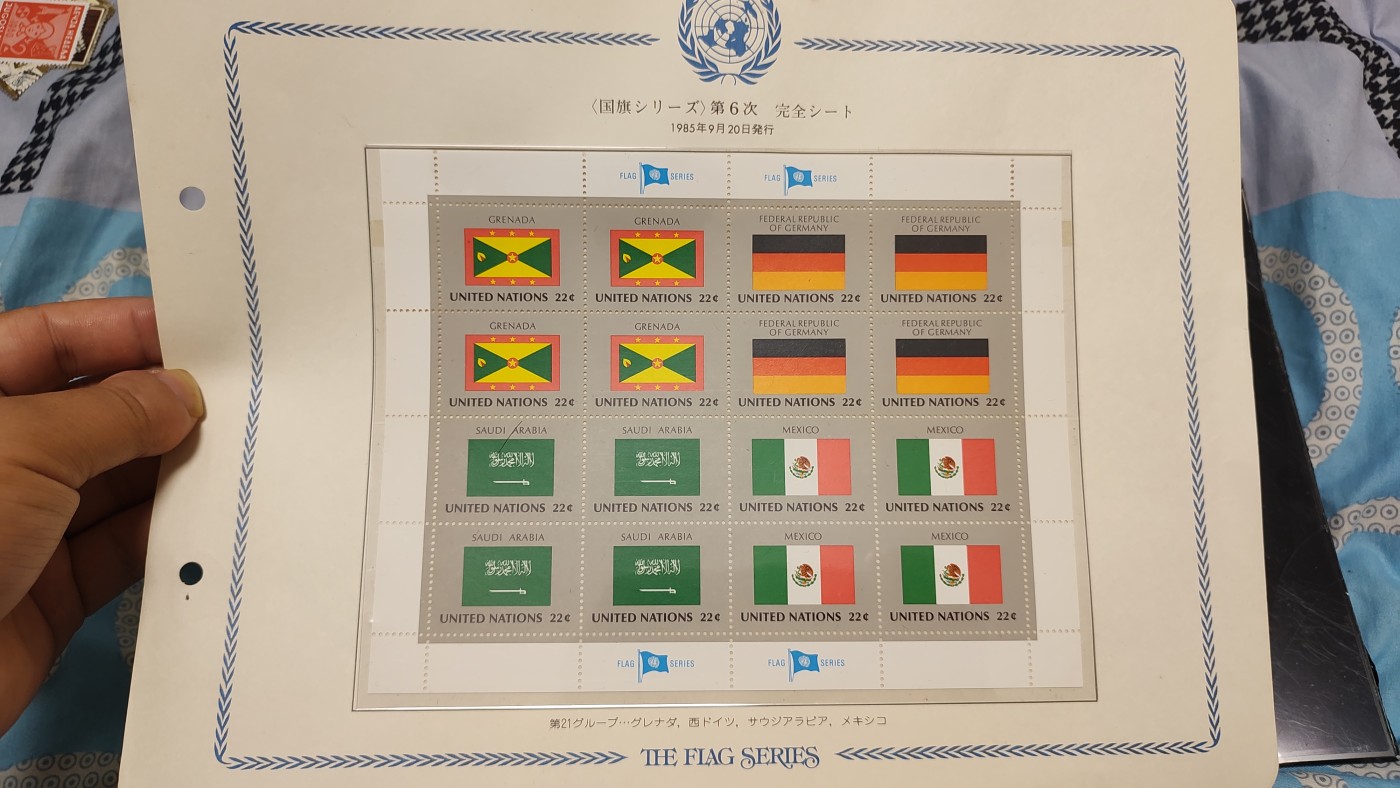 〈国旗シリーズ〉第6次 完全シート
1985年9月20日発行
FLAG SERIES FLAG SERIES
GRENADA GRENADA FEDERAL REPUBLIC OF GERMANY FEDERAL REPUBLIC OF GERMANY
UNITED NATIONS 22¢ UNITED NATIONS 22¢ UNITED NATIONS 22¢ UNITED NATIONS 22¢
GRENADA GRENADA FEDERAL REPUBLIC OF GERMANY FEDERAL REPUBLIC OF GERMANY
UNITED NATIONS 22¢ UNITED NATIONS 22¢ UNITED NATIONS 22¢ UNITED NATIONS 22¢
SAUDI ARABIA SAUDI ARABIA MEXICO MEXICO
UNITED NATIONS 22¢ UNITED NATIONS 22¢ UNITED NATIONS 22¢ UNITED NATIONS 22¢
SAUDI ARABIA SAUDI ARABIA MEXICO MEXICO
UNITED NATIONS 22¢ UNITED NATIONS 22¢ UNITED NATIONS 22¢ UNITED NATIONS 22¢
FLAG SERIES FLAG SERIES
第21グループ…グレナダ, 西ドイツ, サウジアラビア, メキシコ
THE FLAG SERIES